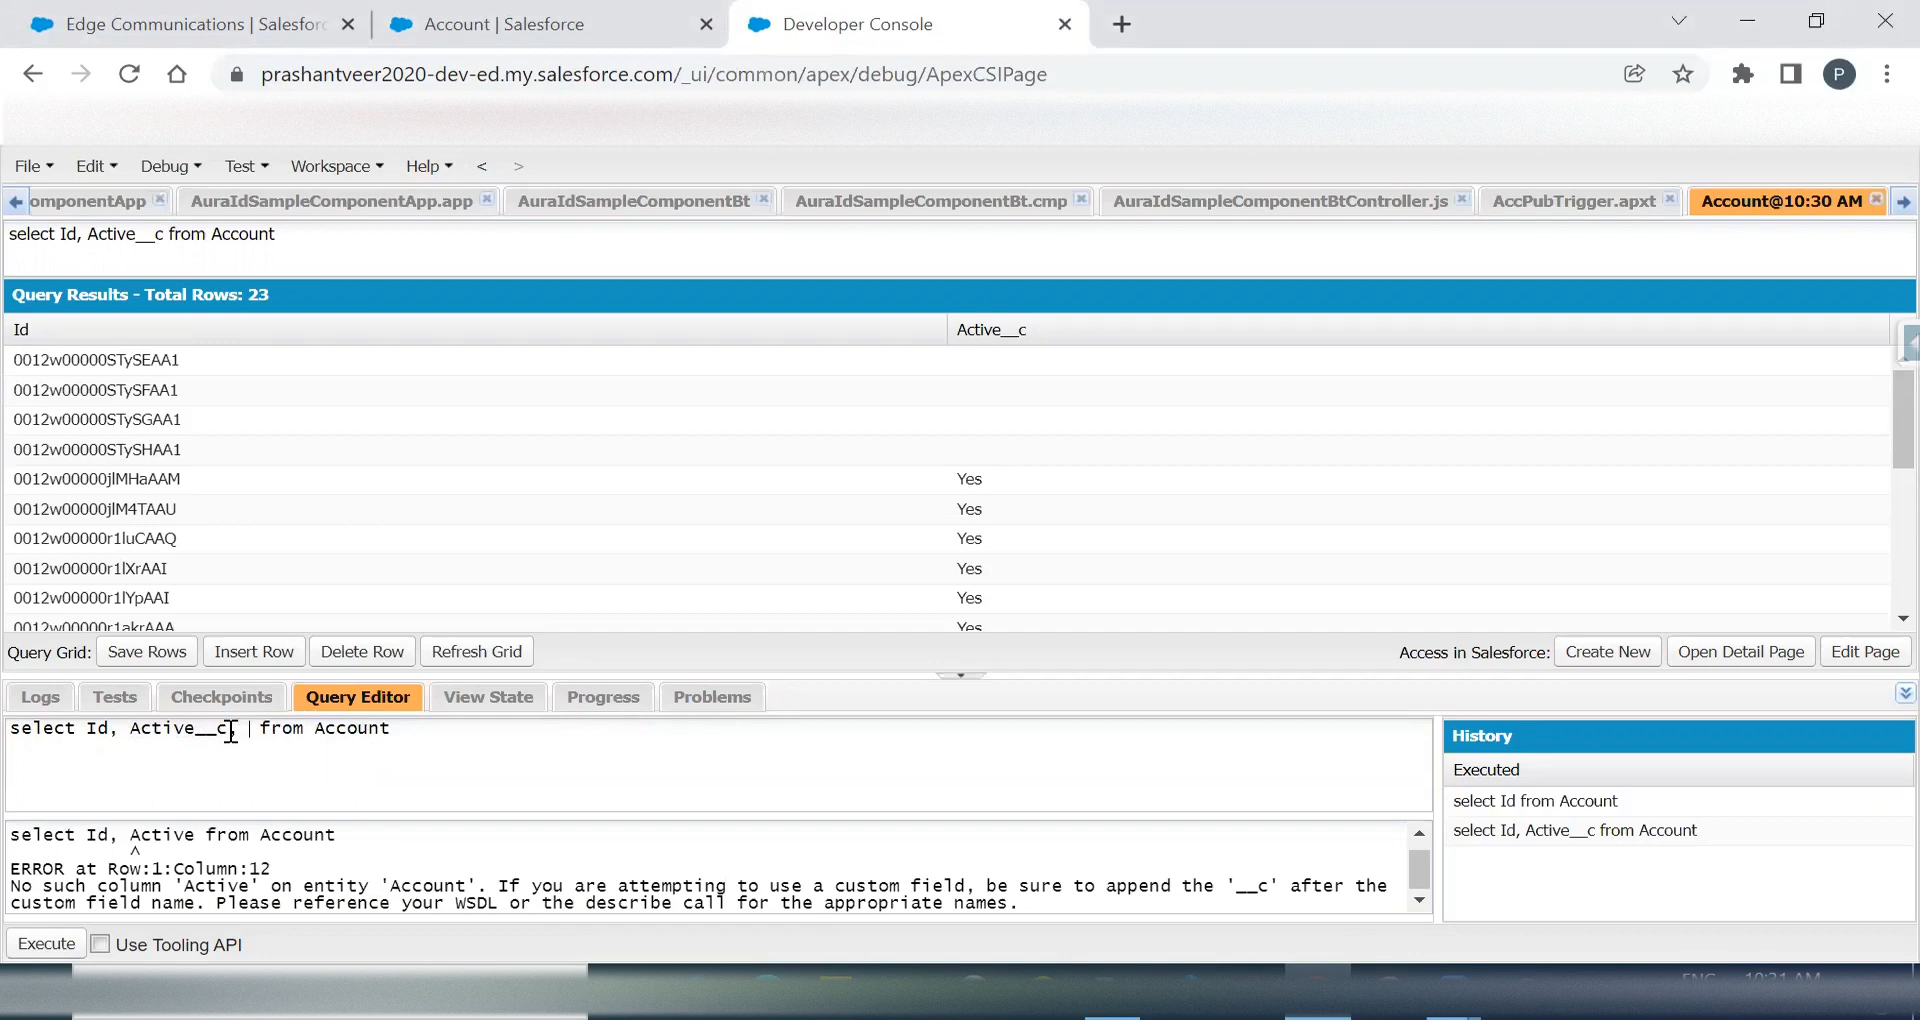 Edge Communications | Salesforc
Account | Salesforce
Developer Console
prashantveer2020-dev-ed.my.salesforce.com/_ui/common/apex/debug/ApexCSIPage
P
File Edit Debug Test Workspace Help < >
omponentApp
AuraIdSampleComponentApp.app
AuraIdSampleComponentBt
AuraIdSampleComponentBt.cmp
AuraIdSampleComponentBtController.js
AccPubTrigger.apxt
Account@10:30 AM
select Id, Active__c from Account
Query Results - Total Rows: 23
Id Active__c
0012w00000STySEAA1
0012w00000STySFAA1
0012w00000STySGAA1
0012w00000STySHAA1
0012w00000jlMHaAAM Yes
0012w00000jlM4TAAU Yes
0012w00000r1luCAAQ Yes
0012w00000r1lXrAAI Yes
0012w00000r1lYpAAI Yes
0012w00000r1akrAAA Yes
Query Grid: Save Rows Insert Row Delete Row Refresh Grid
Access in Salesforce: Create New Open Detail Page Edit Page
Logs Tests Checkpoints Query Editor View State Progress Problems
select Id, Active__c, from Account
select Id, Active from Account
^
ERROR at Row:1:Column:12
No such column 'Active' on entity 'Account'. If you are attempting to use a custom field, be sure to append the '__c' after the
custom field name. Please reference your WSDL or the describe call for the appropriate names.
History
Executed
select Id from Account
select Id, Active__c from Account
Execute Use Tooling API
ENG 10:31 AM